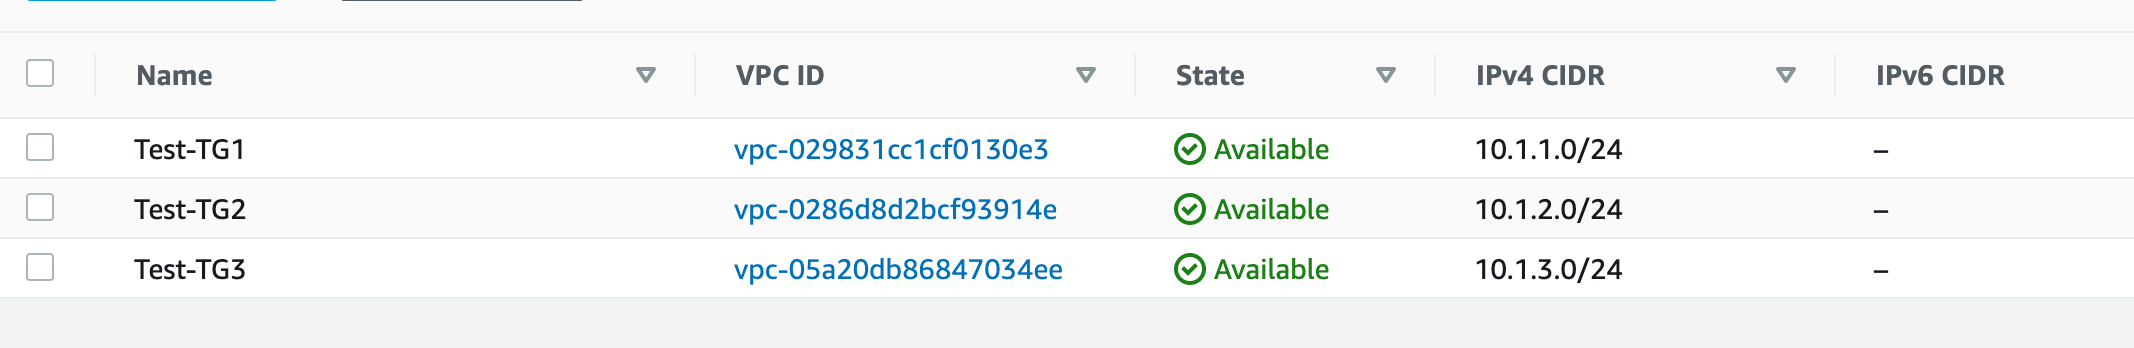 Name VPC ID State IPv4 CIDR IPv6 CIDR
Test-TG1 vpc-029831cc1cf0130e3 Available 10.1.1.0/24 –
Test-TG2 vpc-0286d8d2bcf93914e Available 10.1.2.0/24 –
Test-TG3 vpc-05a20db86847034ee Available 10.1.3.0/24 –